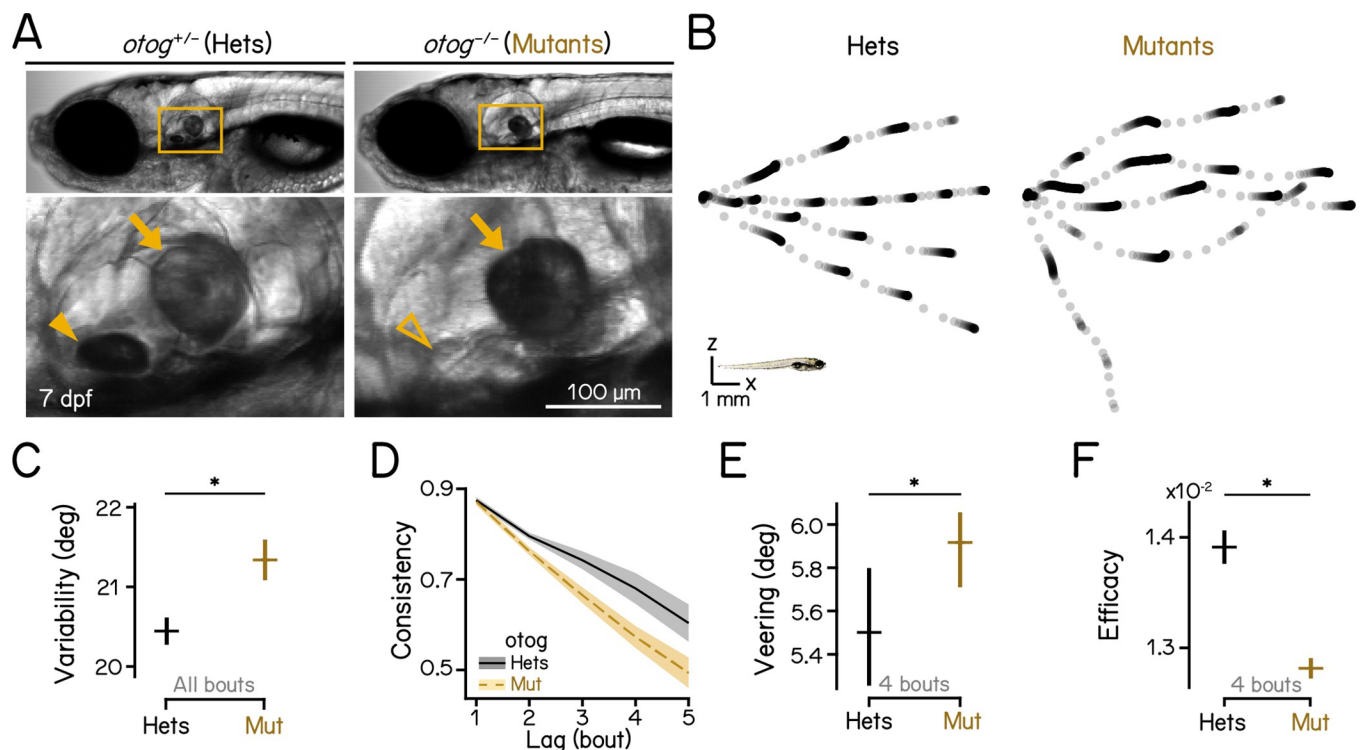 A
otog+/- (Hets)
otog-/- (Mutants)
7 dpf
100 µm
B
Hets
Mutants
z
x
1 mm
C
*
Variability (deg)
22
21
20
All bouts
Hets
Mut
D
Consistency
0.9
0.7
0.5
otog
Hets
Mut
1
2
3
4
5
Lag (bout)
E
*
Veering (deg)
6.0
5.8
5.6
5.4
4 bouts
Hets
Mut
F
x10-2
*
Efficacy
1.4
1.3
4 bouts
Hets
Mut